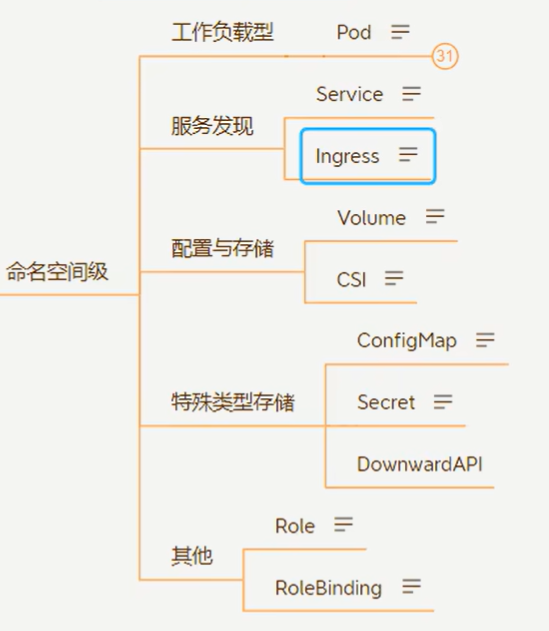 工作负载型
Pod
31
服务发现
Service
Ingress
命名空间级
配置与存储
Volume
CSI
特殊类型存储
ConfigMap
Secret
DownwardAPI
其他
Role
RoleBinding